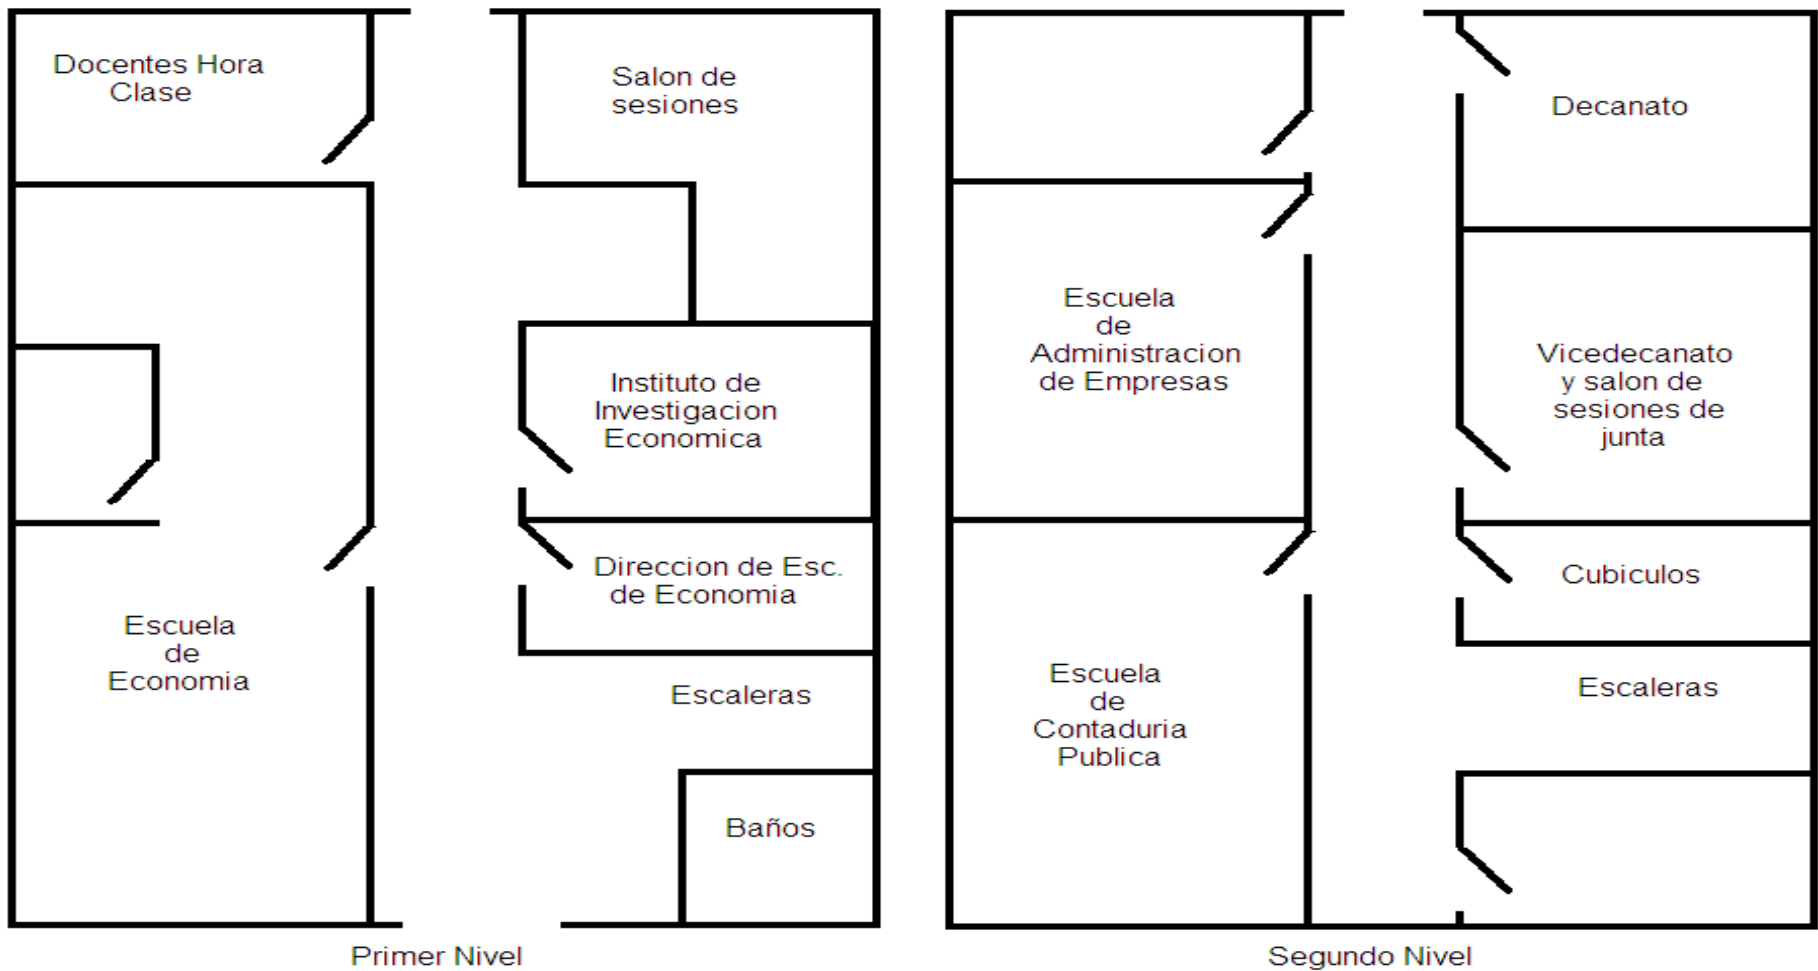 Docentes Hora
Clase
Salon de
sesiones
Instituto de
Investigacion
Economica
Direccion de Esc.
de Economia
Escuela
de
Economia
Escaleras
Baños
Primer Nivel
Decanato
Escuela
de
Administracion
de Empresas
Vicedecanato
y salon de
sesiones de
junta
Cubiculos
Escuela
de
Contaduria
Publica
Escaleras
Segundo Nivel